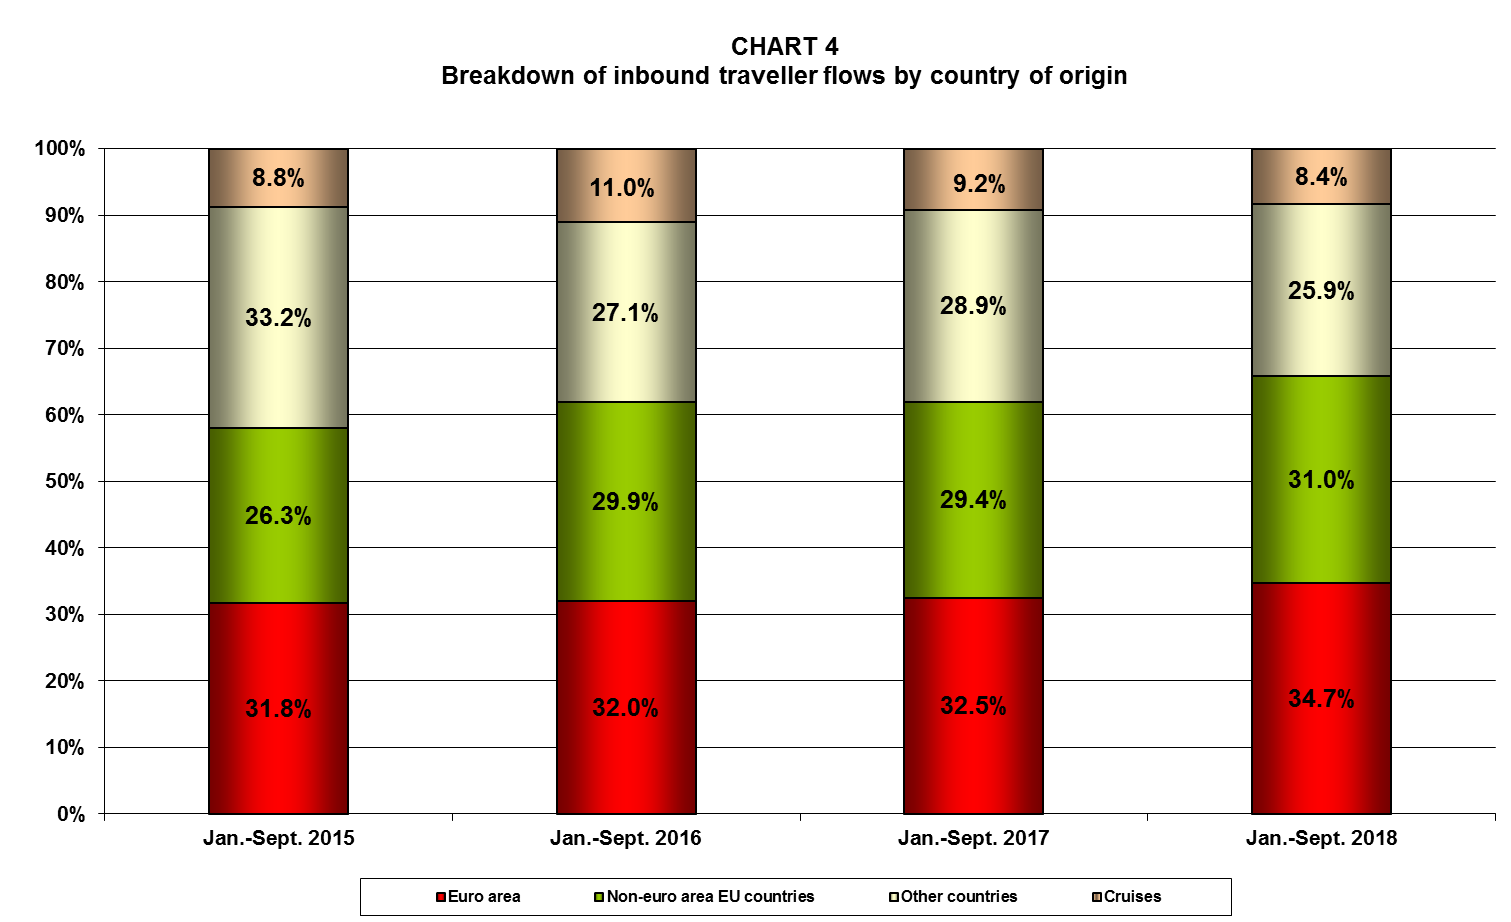 CHART 4
Breakdown of inbound traveller flows by country of origin
100%
90%
80%
70%
60%
50%
40%
30%
20%
10%
0%
8.8%
33.2%
26.3%
31.8%
11.0%
27.1%
29.9%
32.0%
9.2%
28.9%
29.4%
32.5%
8.4%
25.9%
31.0%
34.7%
Jan.-Sept. 2015
Jan.-Sept. 2016
Jan.-Sept. 2017
Jan.-Sept. 2018
Euro area
Non-euro area EU countries
Other countries
Cruises